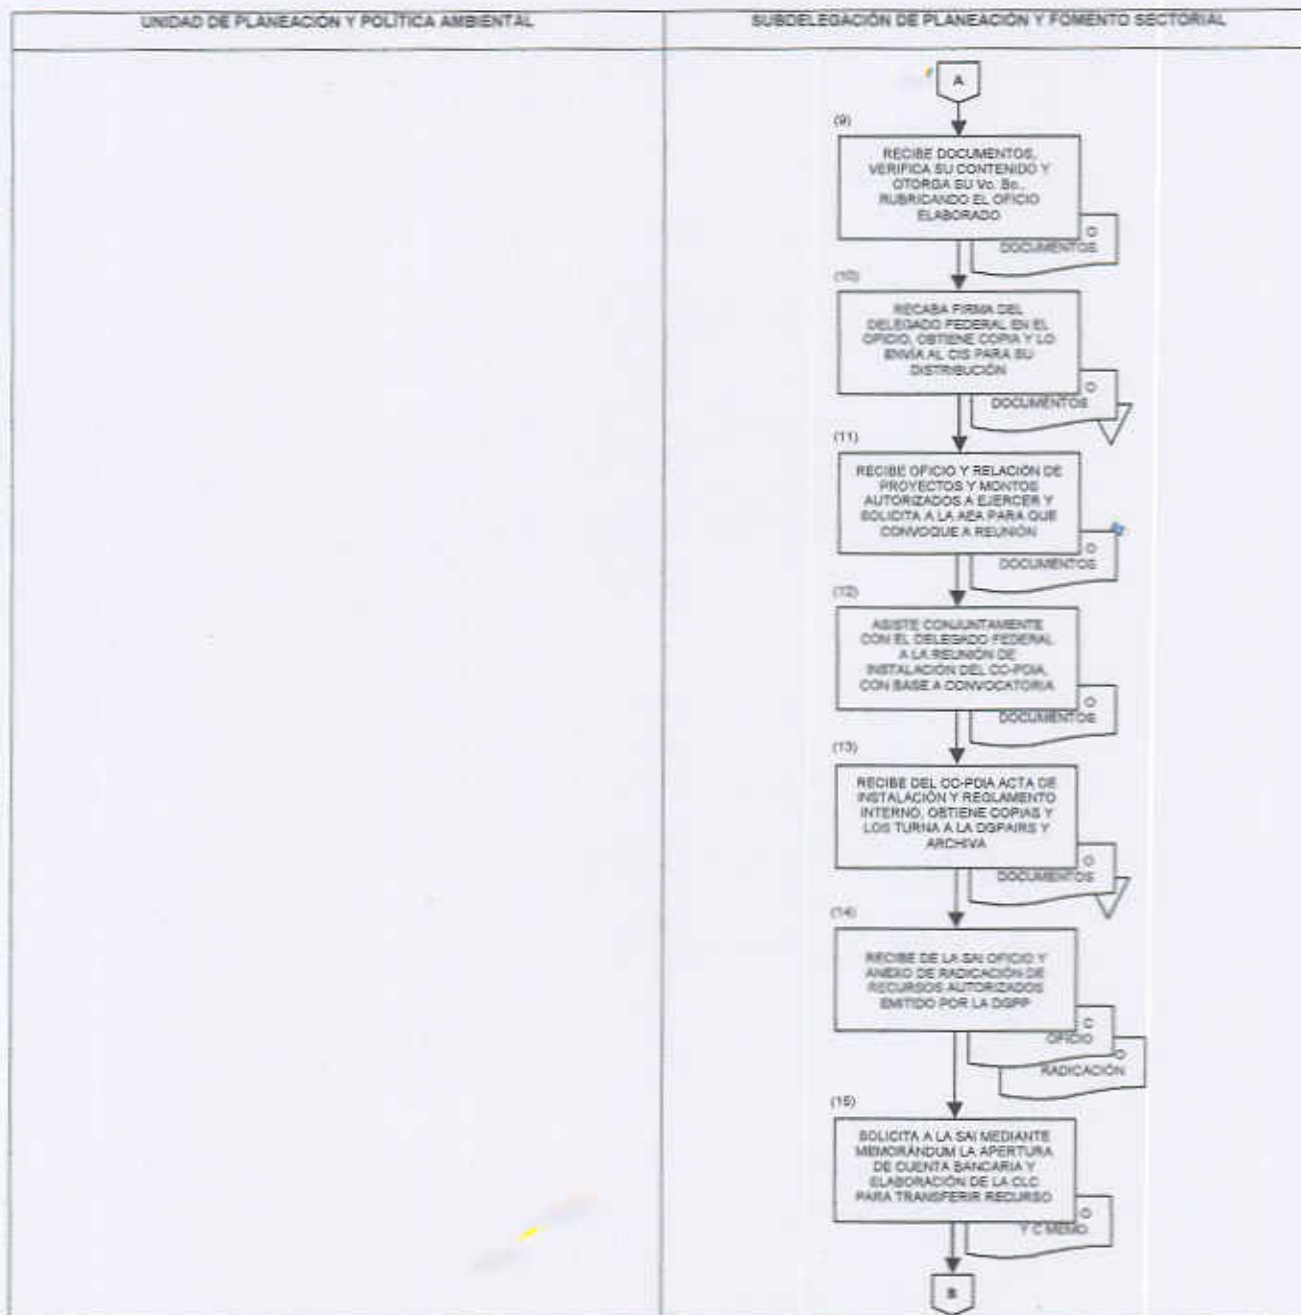 UNIDAD DE PLANEACIÓN Y POLÍTICA AMBIENTAL
SUBDELEGACIÓN DE PLANEACIÓN Y FOMENTO SECTORIAL
A
(9)
RECIBE DOCUMENTOS,
VERIFICA SU CONTENIDO Y
OTORGA SU Vo. Bo.,
RUBRICANDO EL OFICIO
ELABORADO
O
DOCUMENTOS
(10)
RECABA FIRMA DEL
DELEGADO FEDERAL EN EL
OFICIO, OBTIENE COPIA Y LO
ENVÍA AL CIS PARA SU
DISTRIBUCIÓN
O
DOCUMENTOS
(11)
RECIBE OFICIO Y RELACIÓN DE
PROYECTOS Y MONTOS
AUTORIZADOS A EJERCER Y
SOLICITA A LA AEA PARA QUE
CONVOQUE A REUNIÓN
O
DOCUMENTOS
(12)
ASISTE CONJUNTAMENTE
CON EL DELEGADO FEDERAL
A LA REUNIÓN DE
INSTALACIÓN DEL CC-PDIA,
CON BASE A CONVOCATORIA
O
DOCUMENTOS
(13)
RECIBE DEL CC-PDIA ACTA DE
INSTALACIÓN Y REGLAMENTO
INTERNO, OBTIENE COPIAS Y
LOS TURNA A LA DGPAIRS Y
ARCHIVA
O
DOCUMENTOS
(14)
RECIBE DE LA SAI OFICIO Y
ANEXO DE RADICACIÓN DE
RECURSOS AUTORIZADOS
EMITIDO POR LA DGPP
C
OFICIO
O
RADICACIÓN
(15)
SOLICITA A LA SAI MEDIANTE
MEMORÁNDUM LA APERTURA
DE CUENTA BANCARIA Y
ELABORACIÓN DE LA CLC
PARA TRANSFERIR RECURSO
O
Y C MEMO.
B